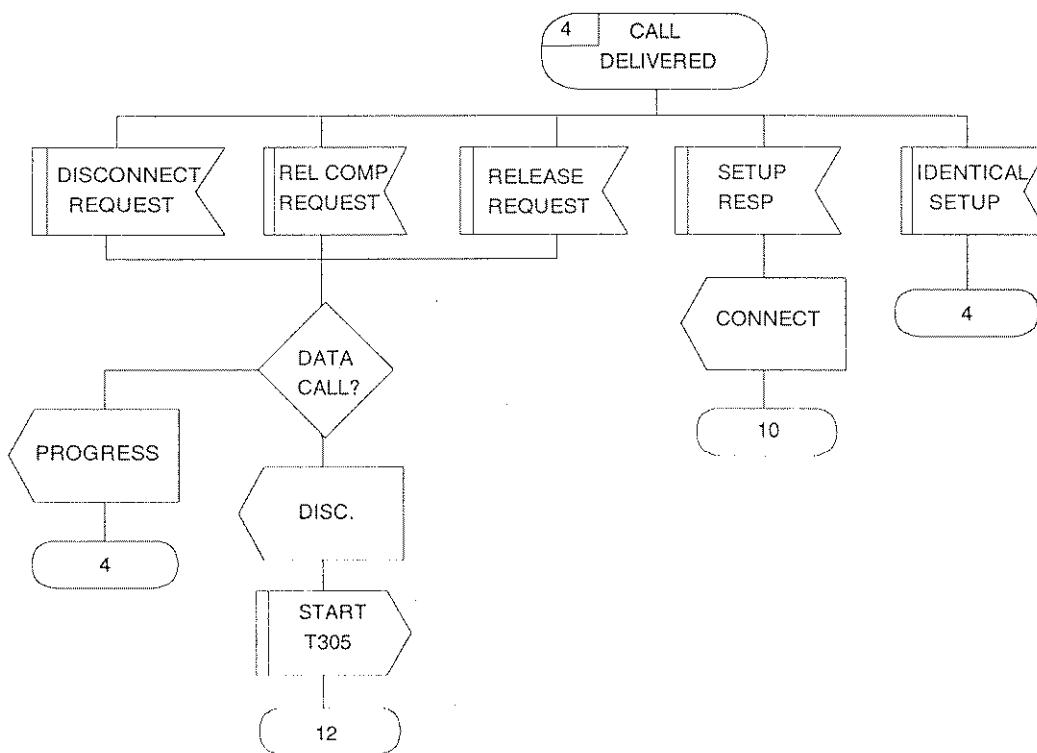 4
CALL
DELIVERED
DISCONNECT
REQUEST
REL COMP
REQUEST
RELEASE
REQUEST
SETUP
RESP
IDENTICAL
SETUP
CONNECT
4
DATA
CALL?
10
PROGRESS
DISC.
4
START
T305
12